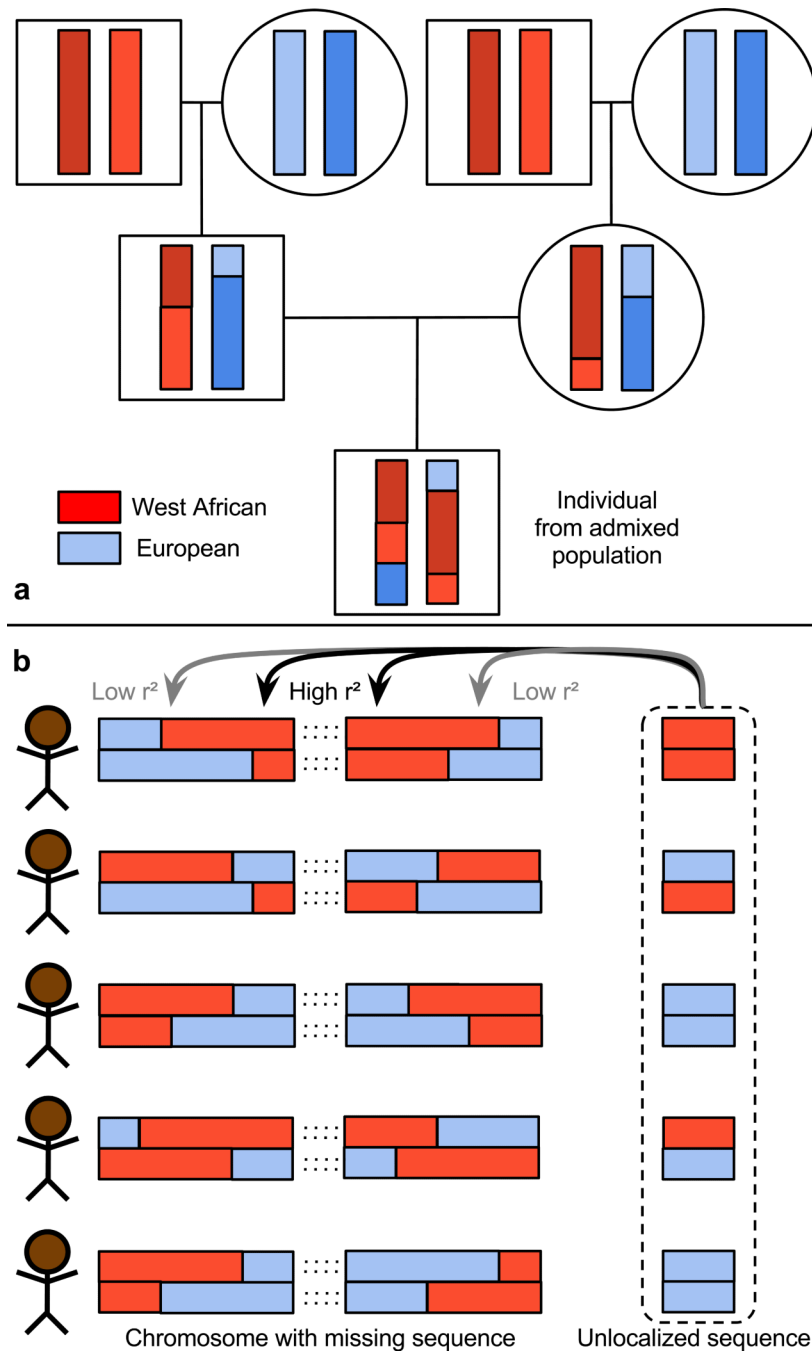 West African
European
Individual
from admixed
population
a
b
Low r²
High r²
Low r²
Chromosome with missing sequence
Unlocalized sequence